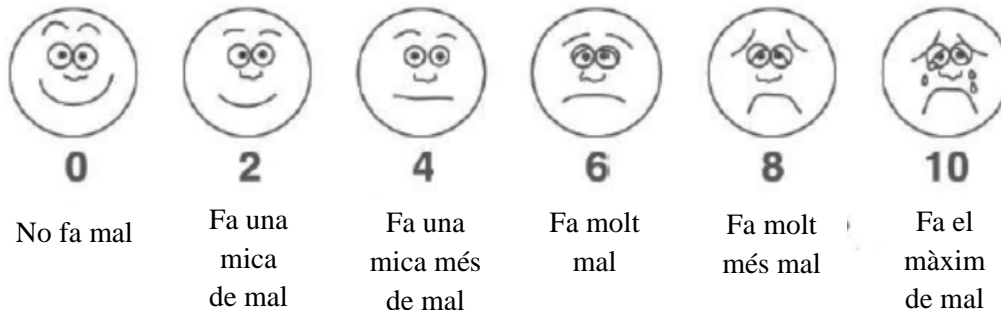 0 2 4 6 8 10
No fa mal
Fa una
mica
de mal
Fa una
mica més
de mal
Fa molt
mal
Fa molt
més mal
Fa el
màxim
de mal